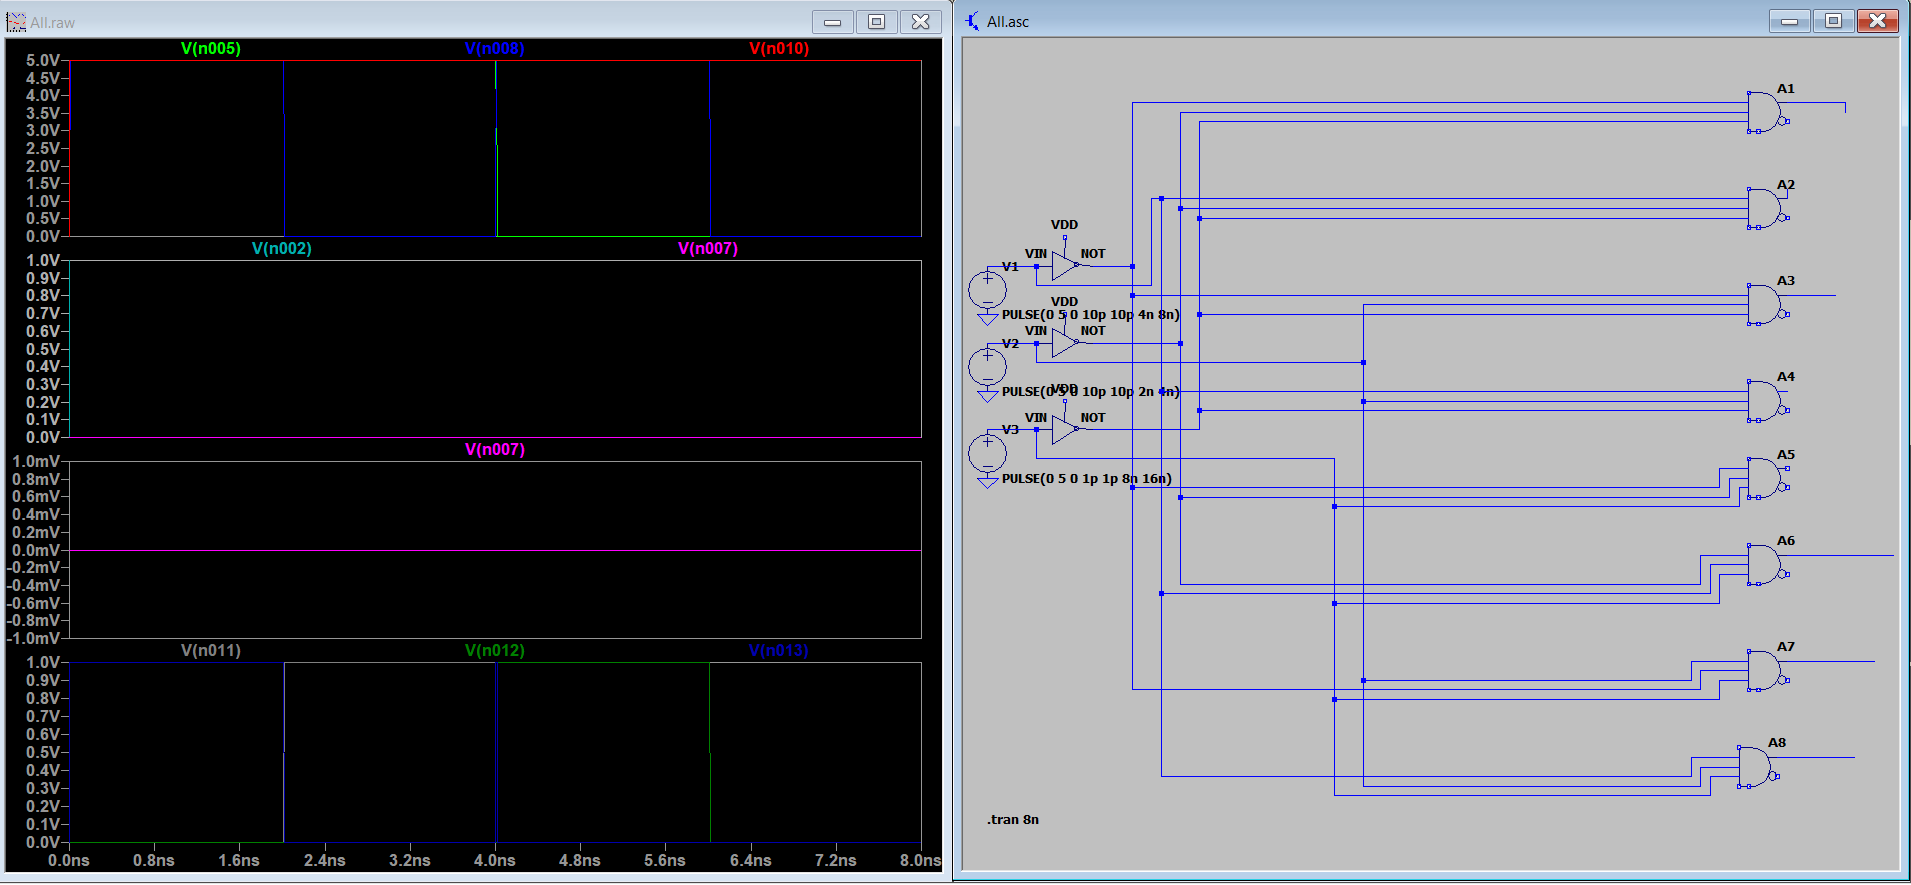 All.raw
V(n005) V(n008) V(n010)
5.0V
4.5V
4.0V
3.5V
3.0V
2.5V
2.0V
1.5V
1.0V
0.5V
0.0V
V(n002) V(n007)
1.0V
0.9V
0.8V
0.7V
0.6V
0.5V
0.4V
0.3V
0.2V
0.1V
0.0V
V(n007)
1.0mV
0.8mV
0.6mV
0.4mV
0.2mV
0.0mV
-0.2mV
-0.4mV
-0.6mV
-0.8mV
-1.0mV
V(n011) V(n012) V(n013)
1.0V
0.9V
0.8V
0.7V
0.6V
0.5V
0.4V
0.3V
0.2V
0.1V
0.0V
0.0ns 0.8ns 1.6ns 2.4ns 3.2ns 4.0ns 4.8ns 5.6ns 6.4ns 7.2ns 8.0ns
All.asc
A1
A2
VDD
VIN NOT
V1
A3
VDD
PULSE(0 5 0 10p 10p 4n 8n)
VIN NOT
V2
A4
VDD
PULSE(0 5 0 10p 10p 2n 4n)
VIN NOT
V3
A5
PULSE(0 5 0 1p 1p 8n 16n)
A6
A7
A8
.tran 8n